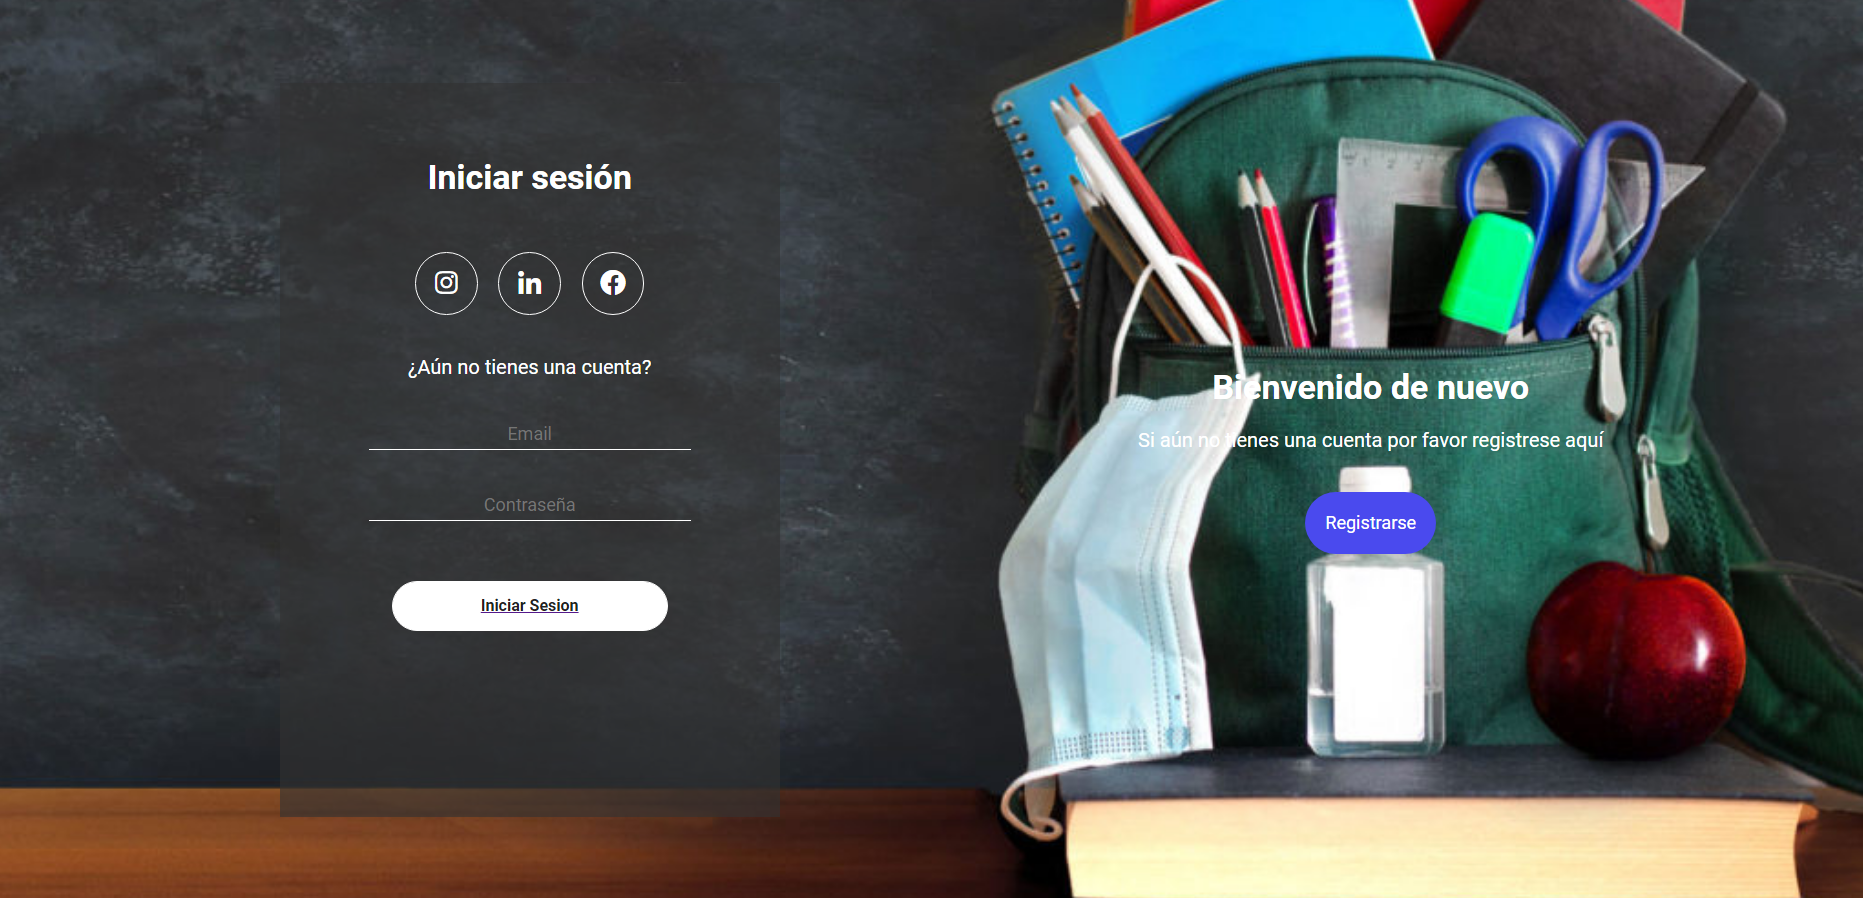 Iniciar sesión
¿Aún no tienes una cuenta?
Email
Contraseña
Iniciar Sesion
Bienvenido de nuevo
Si aún no tienes una cuenta por favor registrese aquí
Registrarse